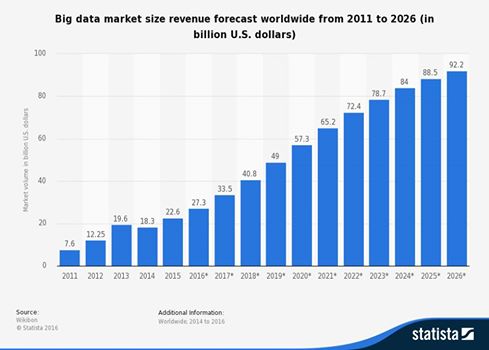 Big data market size revenue forecast worldwide from 2011 to 2026 (in
billion U.S. dollars)
Market volume in billion U.S. dollars
100
80
60
40
20
0
7.6
12.25
19.6
18.3
22.6
27.3
33.5
40.8
49
57.3
65.2
72.4
78.7
84
88.5
92.2
2011 2012 2013 2014 2015 2016* 2017* 2018* 2019* 2020* 2021* 2022* 2023* 2024* 2025* 2026*
Source:
Wikibon
© Statista 2016
Additional Information:
Worldwide; 2014 to 2016
statista